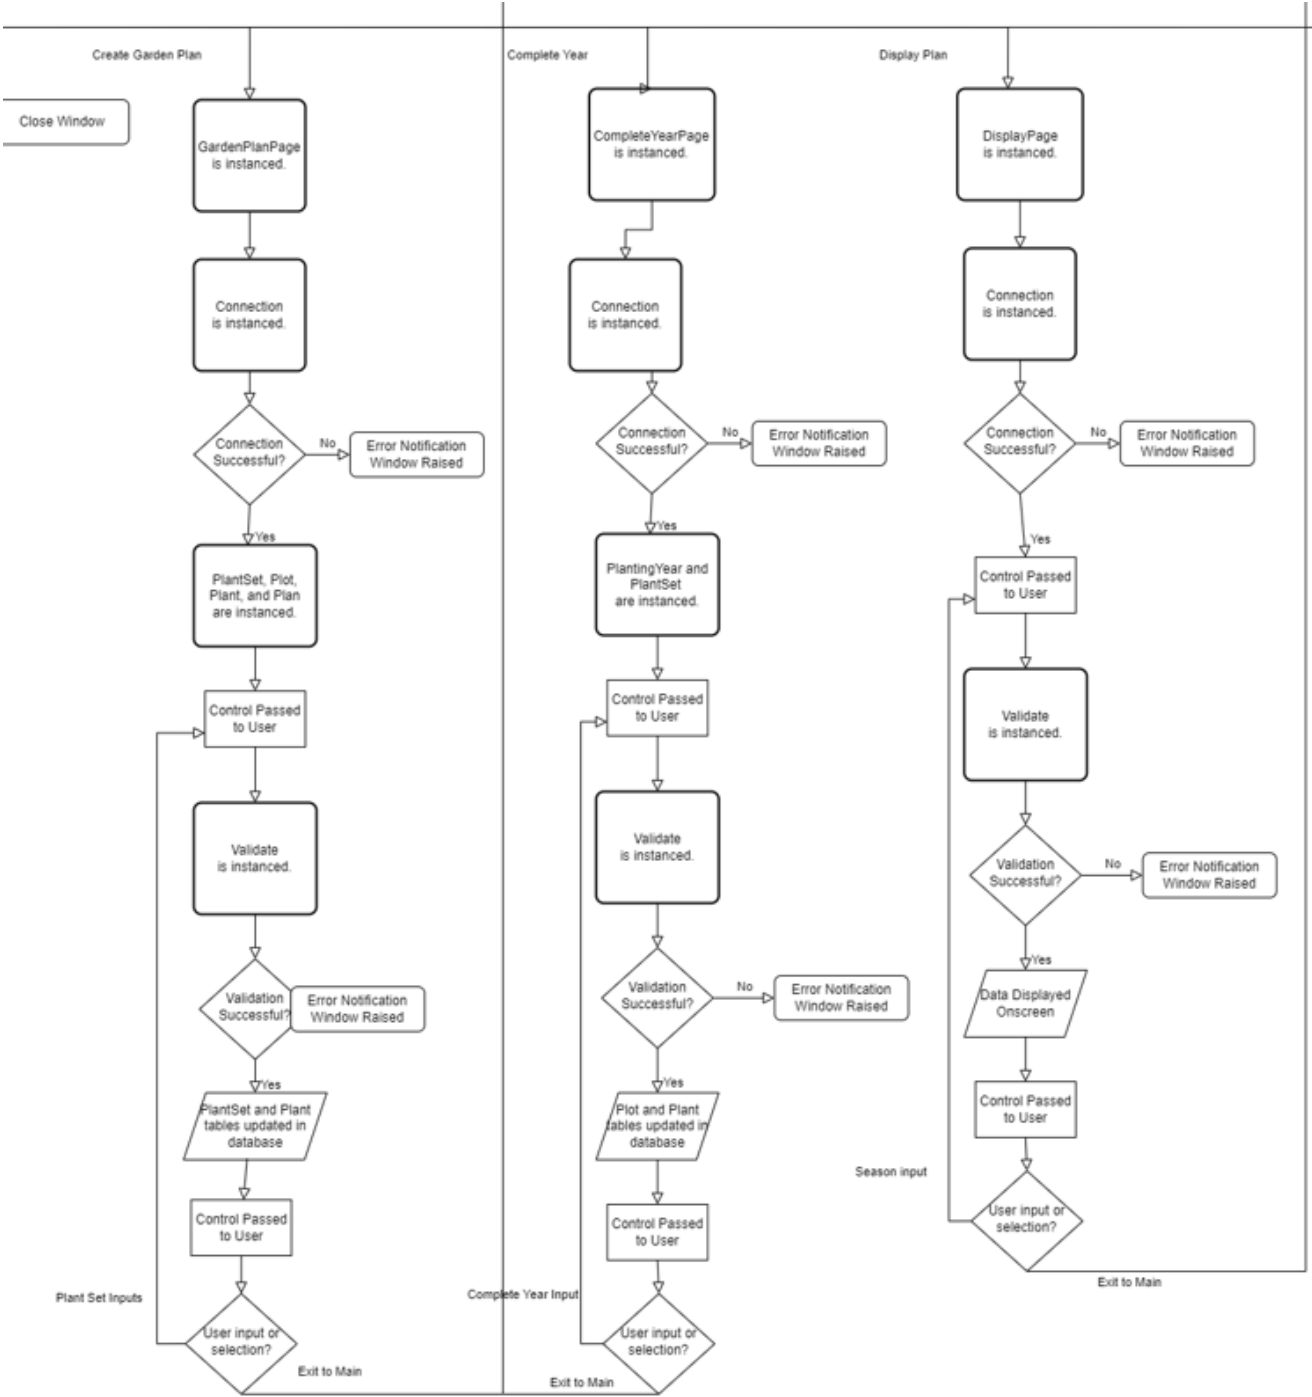 Create Garden Plan
Complete Year
Display Plan
Close Window
GardenPlanPage
is instanced.
Connection
is instanced.
Connection
Successful?
No
Error Notification
Window Raised
Yes
PlantSet, Plot,
Plant, and Plan
are instanced.
Control Passed
to User
Validate
is instanced.
Validation
Successful?
Error Notification
Window Raised
Yes
PlantSet and Plant
tables updated in
database
Control Passed
to User
Plant Set Inputs
User input or
selection?
Exit to Main
CompleteYearPage
is instanced.
Connection
is instanced.
Connection
Successful?
No
Error Notification
Window Raised
Yes
PlantingYear and
PlantSet
are instanced.
Control Passed
to User
Validate
is instanced.
Validation
Successful?
No
Error Notification
Window Raised
Yes
Plot and Plant
tables updated in
database
Control Passed
to User
Complete Year Input
User input or
selection?
Exit to Main
DisplayPage
is instanced.
Connection
is instanced.
Connection
Successful?
No
Error Notification
Window Raised
Yes
Control Passed
to User
Validate
is instanced.
Validation
Successful?
No
Error Notification
Window Raised
Yes
Data Displayed
Onscreen
Control Passed
to User
Season input
User input or
selection?
Exit to Main